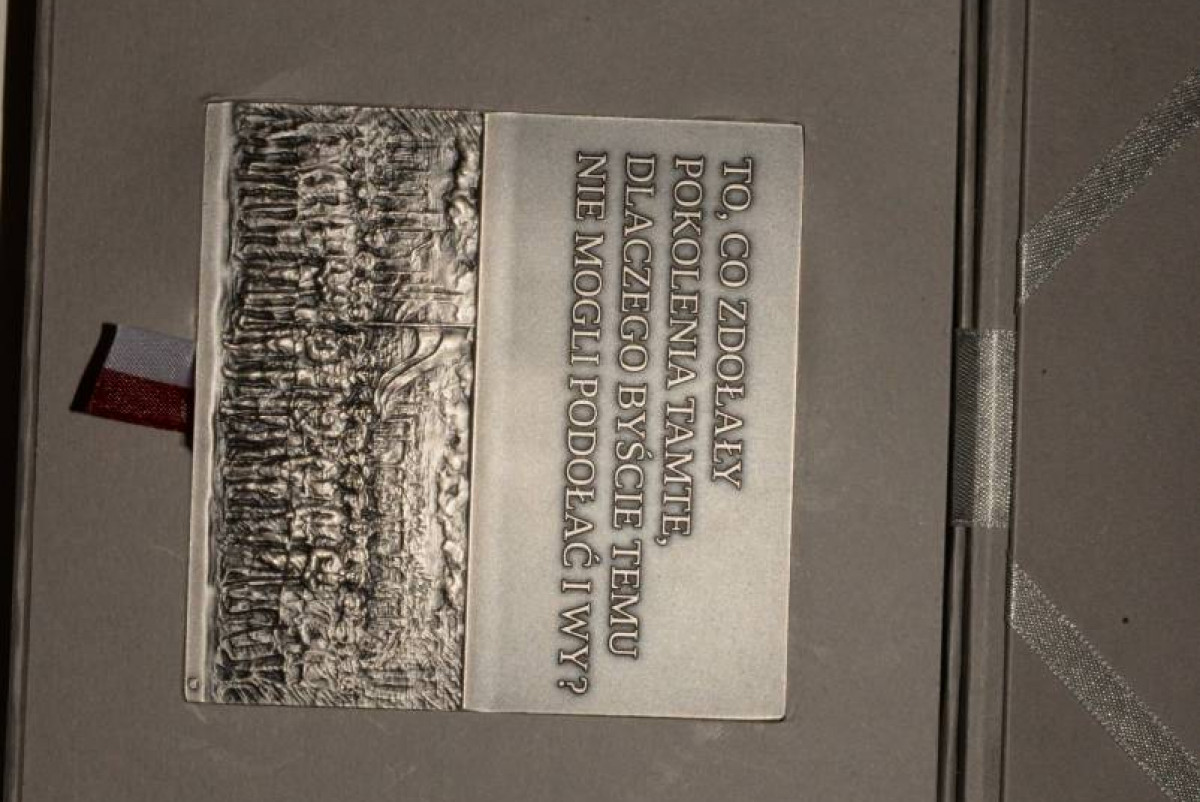 TO, CO ZDOŁAŁY
POKOLENIA TAMTE,
DLACZEGO BYŚCIE TEMU
NIE MOGLI PODOŁAĆ I WY?